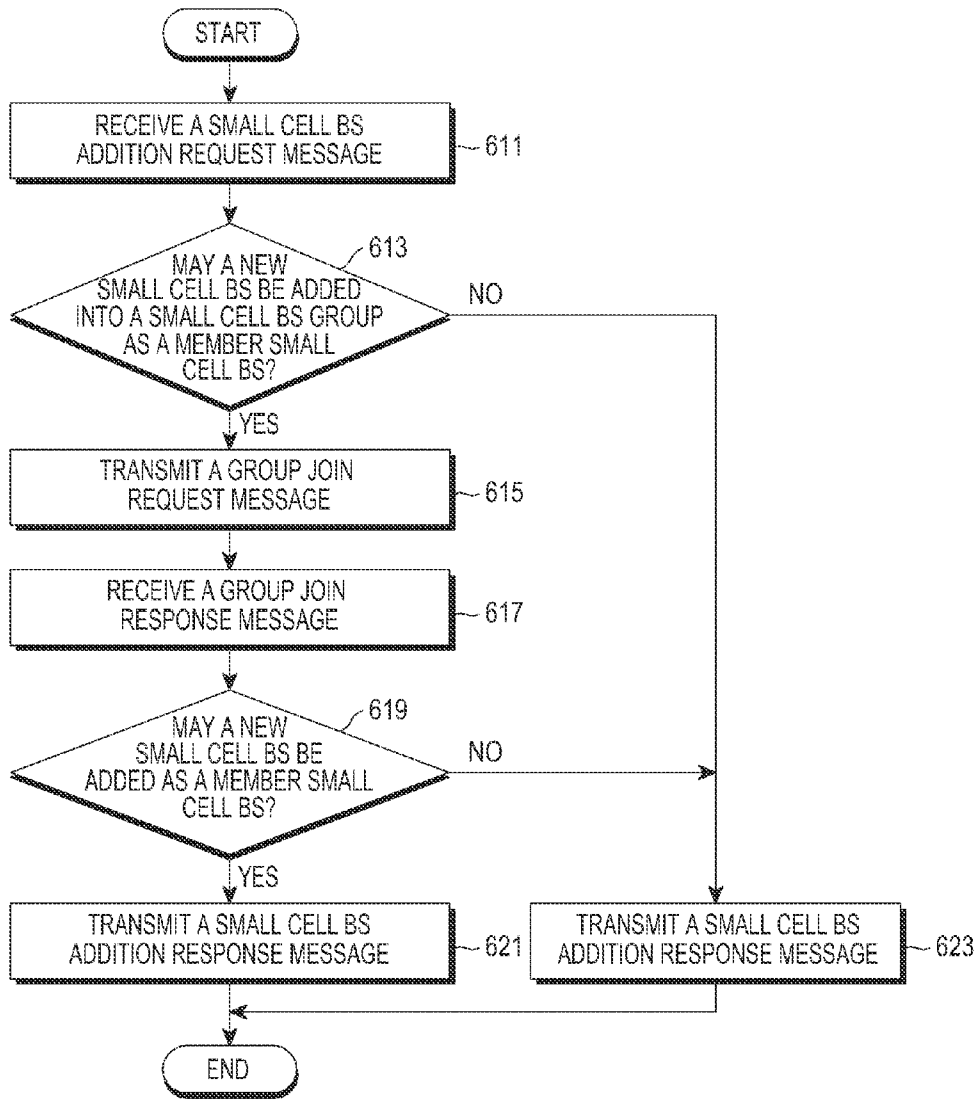 START
RECEIVE A SMALL CELL BS
ADDITION REQUEST MESSAGE
611
613
MAY A NEW
SMALL CELL BS BE ADDED
INTO A SMALL CELL BS GROUP
AS A MEMBER SMALL
CELL BS?
NO
YES
TRANSMIT A GROUP JOIN
REQUEST MESSAGE
615
RECEIVE A GROUP JOIN
RESPONSE MESSAGE
617
619
MAY A NEW
SMALL CELL BS BE
ADDED AS A MEMBER SMALL
CELL BS?
NO
YES
TRANSMIT A SMALL CELL BS
ADDITION RESPONSE MESSAGE
621
TRANSMIT A SMALL CELL BS
ADDITION RESPONSE MESSAGE
623
END